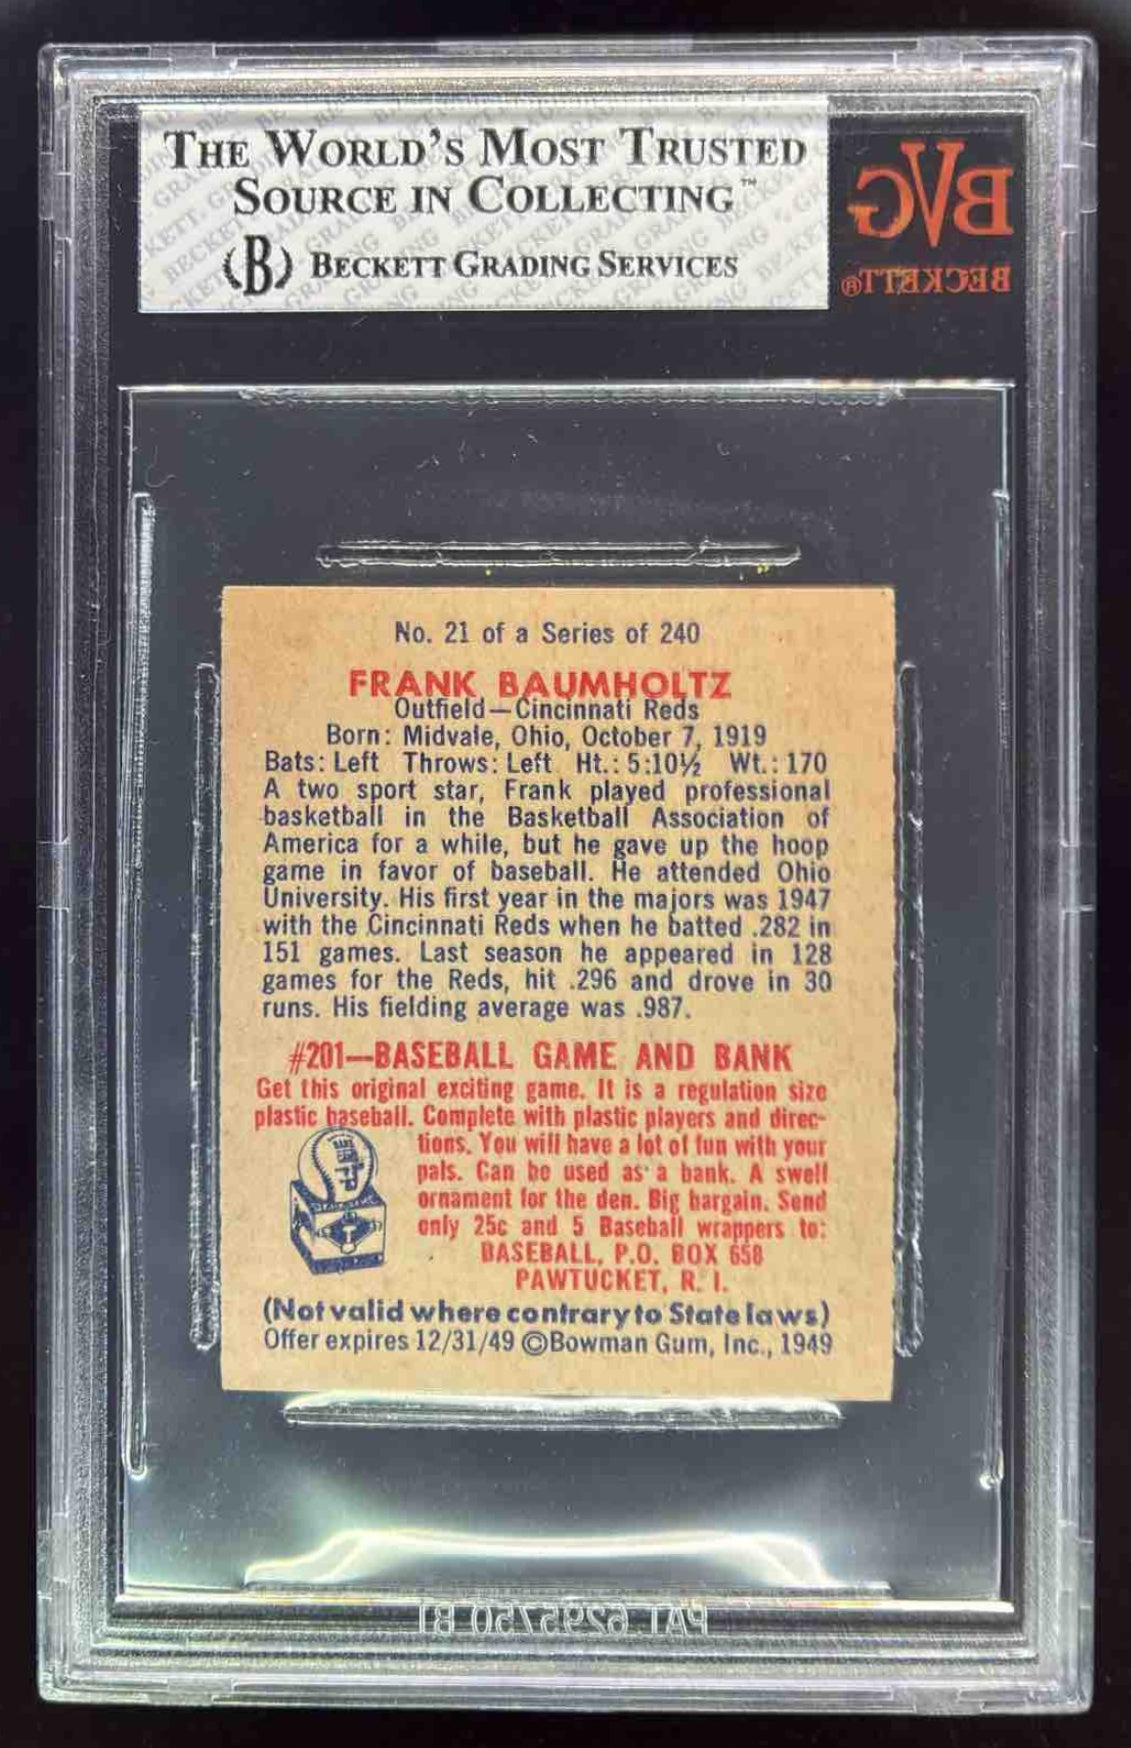 THE WORLD'S MOST TRUSTED
SOURCE IN COLLECTING™
(B) BECKETT GRADING SERVICES
BVG
BECKETT®
No. 21 of a Series of 240
FRANK BAUMHOLTZ
Outfield—Cincinnati Reds
Born: Midvale, Ohio, October 7, 1919
Bats: Left Throws: Left Ht.: 5:10½ Wt.: 170
A two sport star, Frank played professional
basketball in the Basketball Association of
America for a while, but he gave up the hoop
game in favor of baseball. He attended Ohio
University. His first year in the majors was 1947
with the Cincinnati Reds when he batted .282 in
151 games. Last season he appeared in 128
games for the Reds, hit .296 and drove in 30
runs. His fielding average was .987.
#201—BASEBALL GAME AND BANK
Get this original exciting game. It is a regulation size
plastic baseball. Complete with plastic players and direc-
tions. You will have a lot of fun with your
pals. Can be used as a bank. A swell
ornament for the den. Big bargain. Send
only 25c and 5 Baseball wrappers to:
BASEBALL, P.O. BOX 658
PAWTUCKET, R. I.
(Not valid where contrary to State laws)
Offer expires 12/31/49 ©Bowman Gum, Inc., 1949
PAT. 6295750 B1